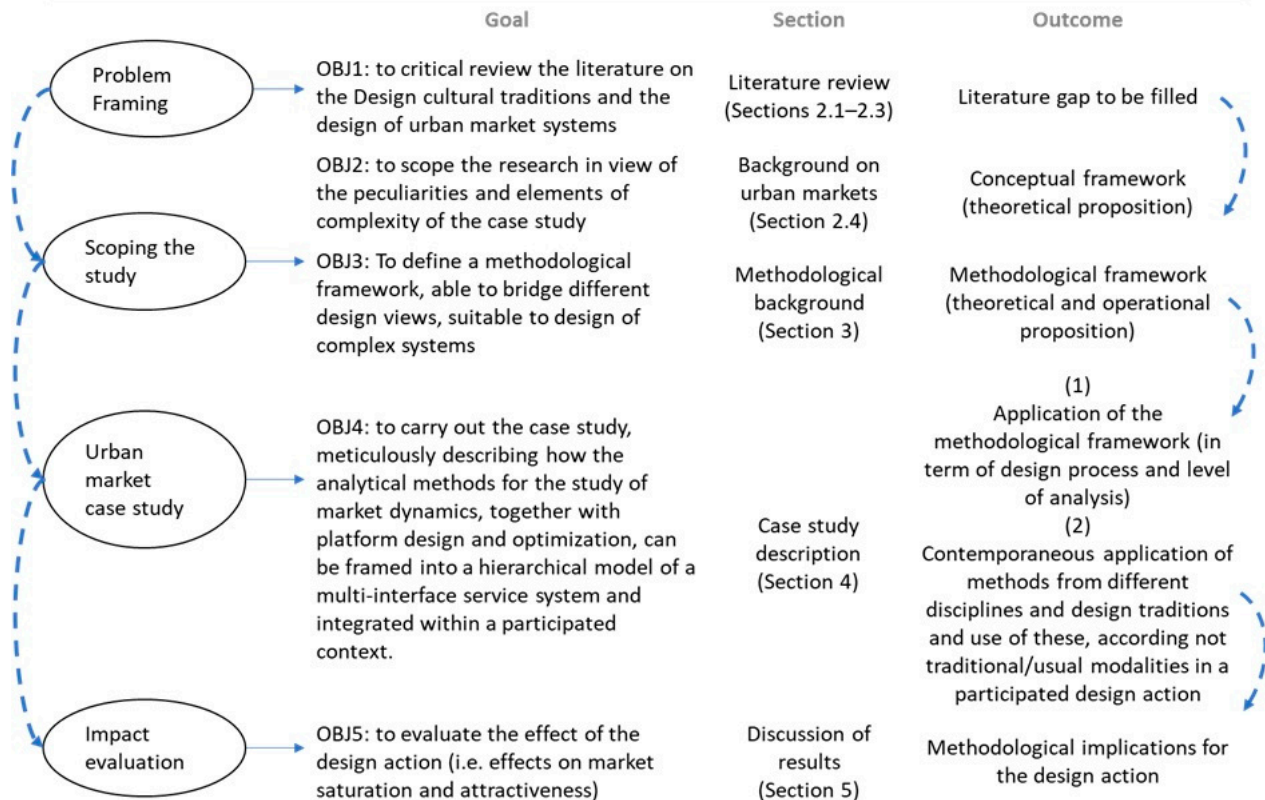 Goal
Section
Outcome
Problem
Framing
OBJ1: to critical review the literature on
the Design cultural traditions and the
design of urban market systems
Literature review
(Sections 2.1–2.3)
Literature gap to be filled
OBJ2: to scope the research in view of
the peculiarities and elements of
complexity of the case study
Background on
urban markets
(Section 2.4)
Conceptual framework
(theoretical proposition)
Scoping the
study
OBJ3: To define a methodological
framework, able to bridge different
design views, suitable to design of
complex systems
Methodological
background
(Section 3)
Methodological framework
(theoretical and operational
proposition)
Urban
market
case study
OBJ4: to carry out the case study,
meticulously describing how the
analytical methods for the study of
market dynamics, together with
platform design and optimization, can
be framed into a hierarchical model of a
multi-interface service system and
integrated within a participated
context.
Case study
description
(Section 4)
(1)
Application of the
methodological framework (in
term of design process and level
of analysis)
(2)
Contemporaneous application of
methods from different
disciplines and design traditions
and use of these, according not
traditional/usual modalities in a
participated design action
Impact
evaluation
OBJ5: to evaluate the effect of the
design action (i.e. effects on market
saturation and attractiveness)
Discussion of
results
(Section 5)
Methodological implications for
the design action